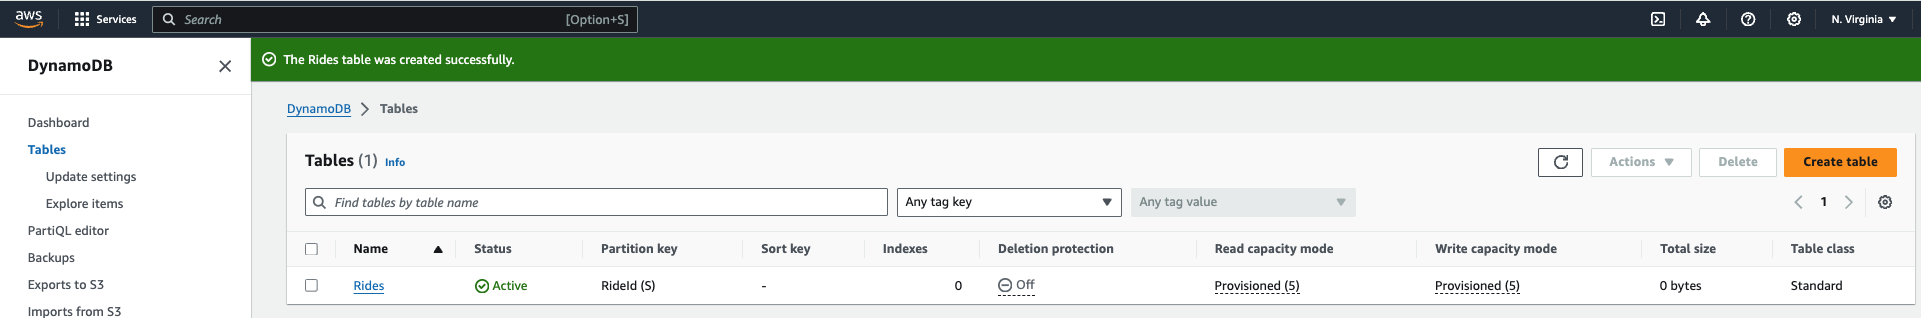 aws Services Search [Option+S] N. Virginia
DynamoDB
The Rides table was created successfully.
DynamoDB Tables
Dashboard
Tables
Update settings
Explore items
PartiQL editor
Backups
Exports to S3
Imports from S3
Tables (1) Info Actions Delete Create table
Find tables by table name Any tag key Any tag value 1
Name Status Partition key Sort key Indexes Deletion protection Read capacity mode Write capacity mode Total size Table class
Rides Active RideId (S) - 0 Off Provisioned (5) Provisioned (5) 0 bytes Standard